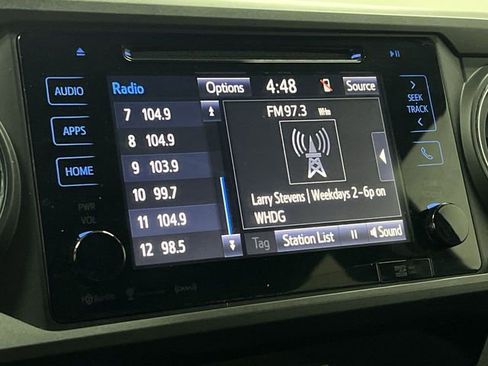 Radio Options 4:48 Source
AUDIO
APPS
HOME
PWR
VOL
7 104.9
8 104.9
9 103.9
10 99.7
11 104.9
12 98.5
FM 97.3
Larry Stevens | Weekdays 2-6p on
WHDG
Tag Station List Sound
SEEK
TRACK